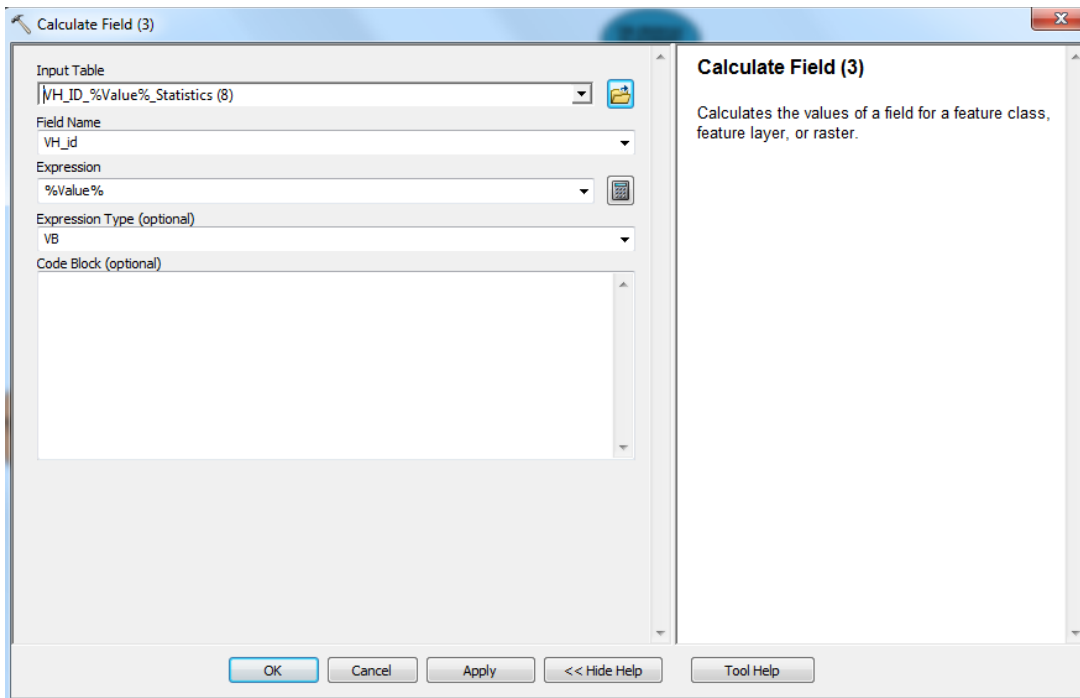 Calculate Field (3)
Input Table
VH_ID_%Value%_Statistics (8)
Field Name
VH_id
Expression
%Value%
Expression Type (optional)
VB
Code Block (optional)
OK
Cancel
Apply
<< Hide Help
Calculate Field (3)
Calculates the values of a field for a feature class,
feature layer, or raster.
Tool Help